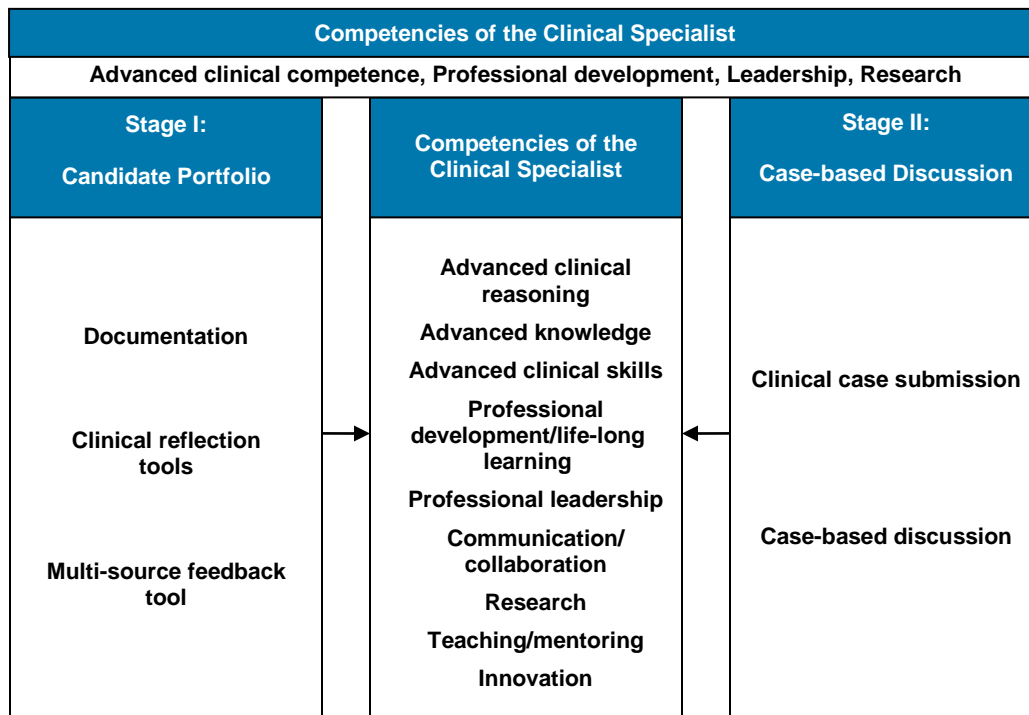 Competencies of the Clinical Specialist
Advanced clinical competence, Professional development, Leadership, Research
Stage I:
Candidate Portfolio
Documentation
Clinical reflection
tools
Multi-source feedback
tool
Competencies of the
Clinical Specialist
Advanced clinical
reasoning
Advanced knowledge
Advanced clinical skills
Professional
development/life-long
learning
Professional leadership
Communication/
collaboration
Research
Teaching/mentoring
Innovation
Stage II:
Case-based Discussion
Clinical case submission
Case-based discussion